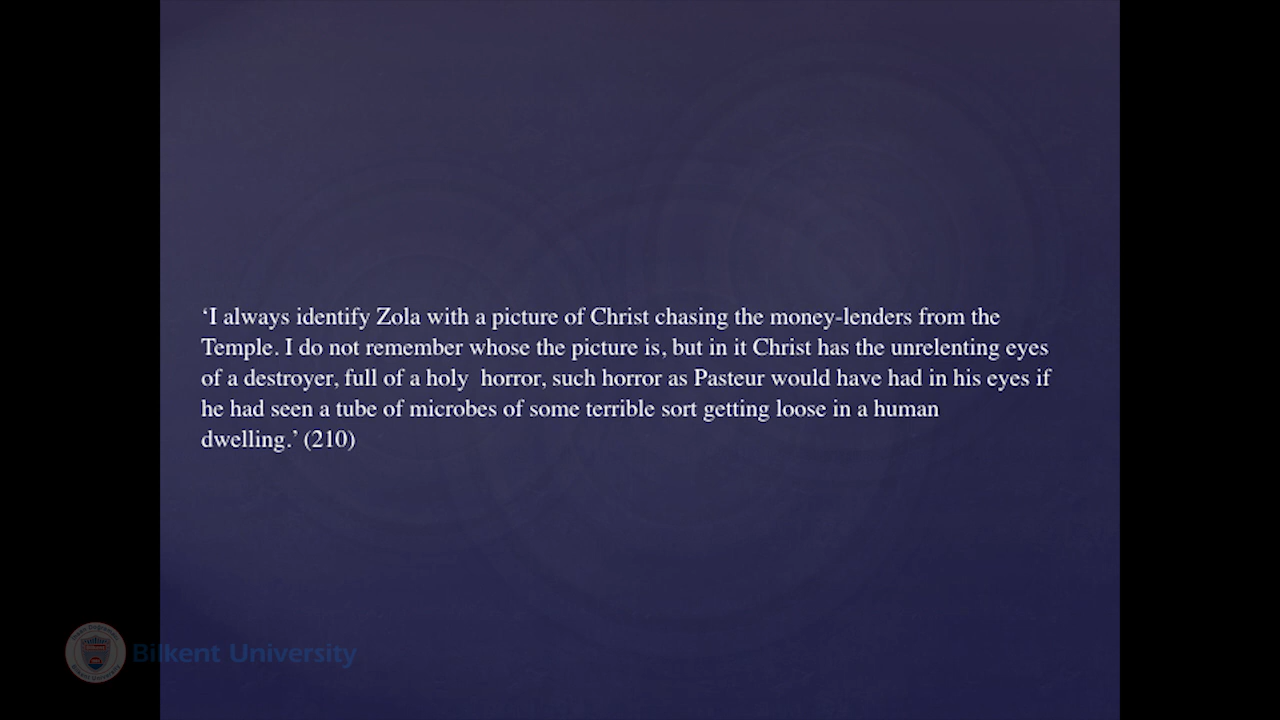 ‘I always identify Zola with a picture of Christ chasing the money-lenders from the
Temple. I do not remember whose the picture is, but in it Christ has the unrelenting eyes
of a destroyer, full of a holy  horror, such horror as Pasteur would have had in his eyes if
he had seen a tube of microbes of some terrible sort getting loose in a human
dwelling.’ (210)
Bilkent University